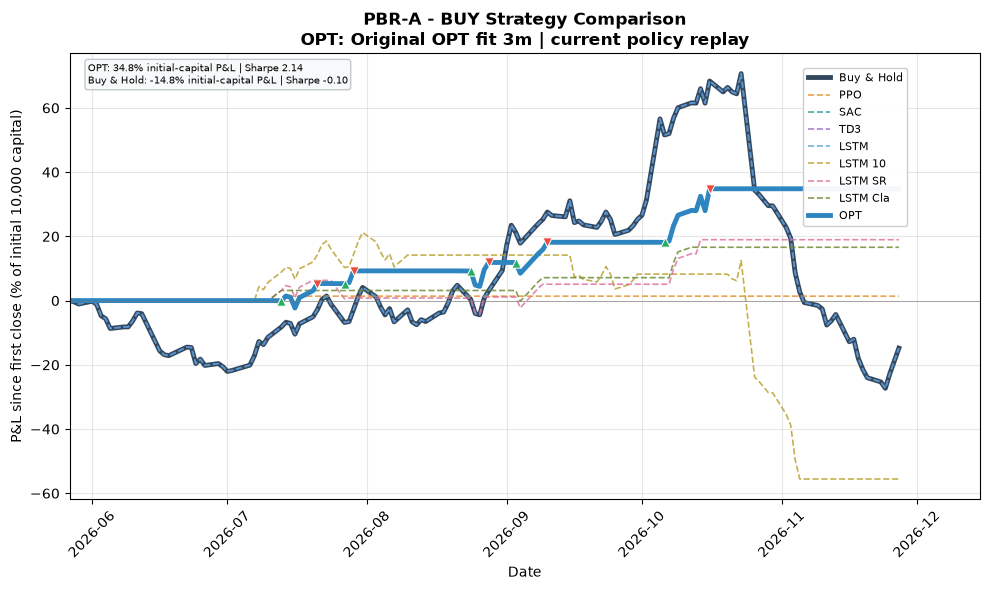 PBR-A - BUY Strategy Comparison
OPT: Original OPT fit 3m | current policy replay
OPT: 34.8% initial-capital P&L | Sharpe 2.14
Buy & Hold: -14.8% initial-capital P&L | Sharpe -0.10
Buy & Hold
PPO
SAC
TD3
LSTM
LSTM 10
LSTM SR
LSTM Cla
OPT
P&L since first close (% of initial 10,000 capital)
60
40
20
0
−20
−40
−60
2026-06
2026-07
2026-08
2026-09
2026-10
2026-11
2026-12
Date